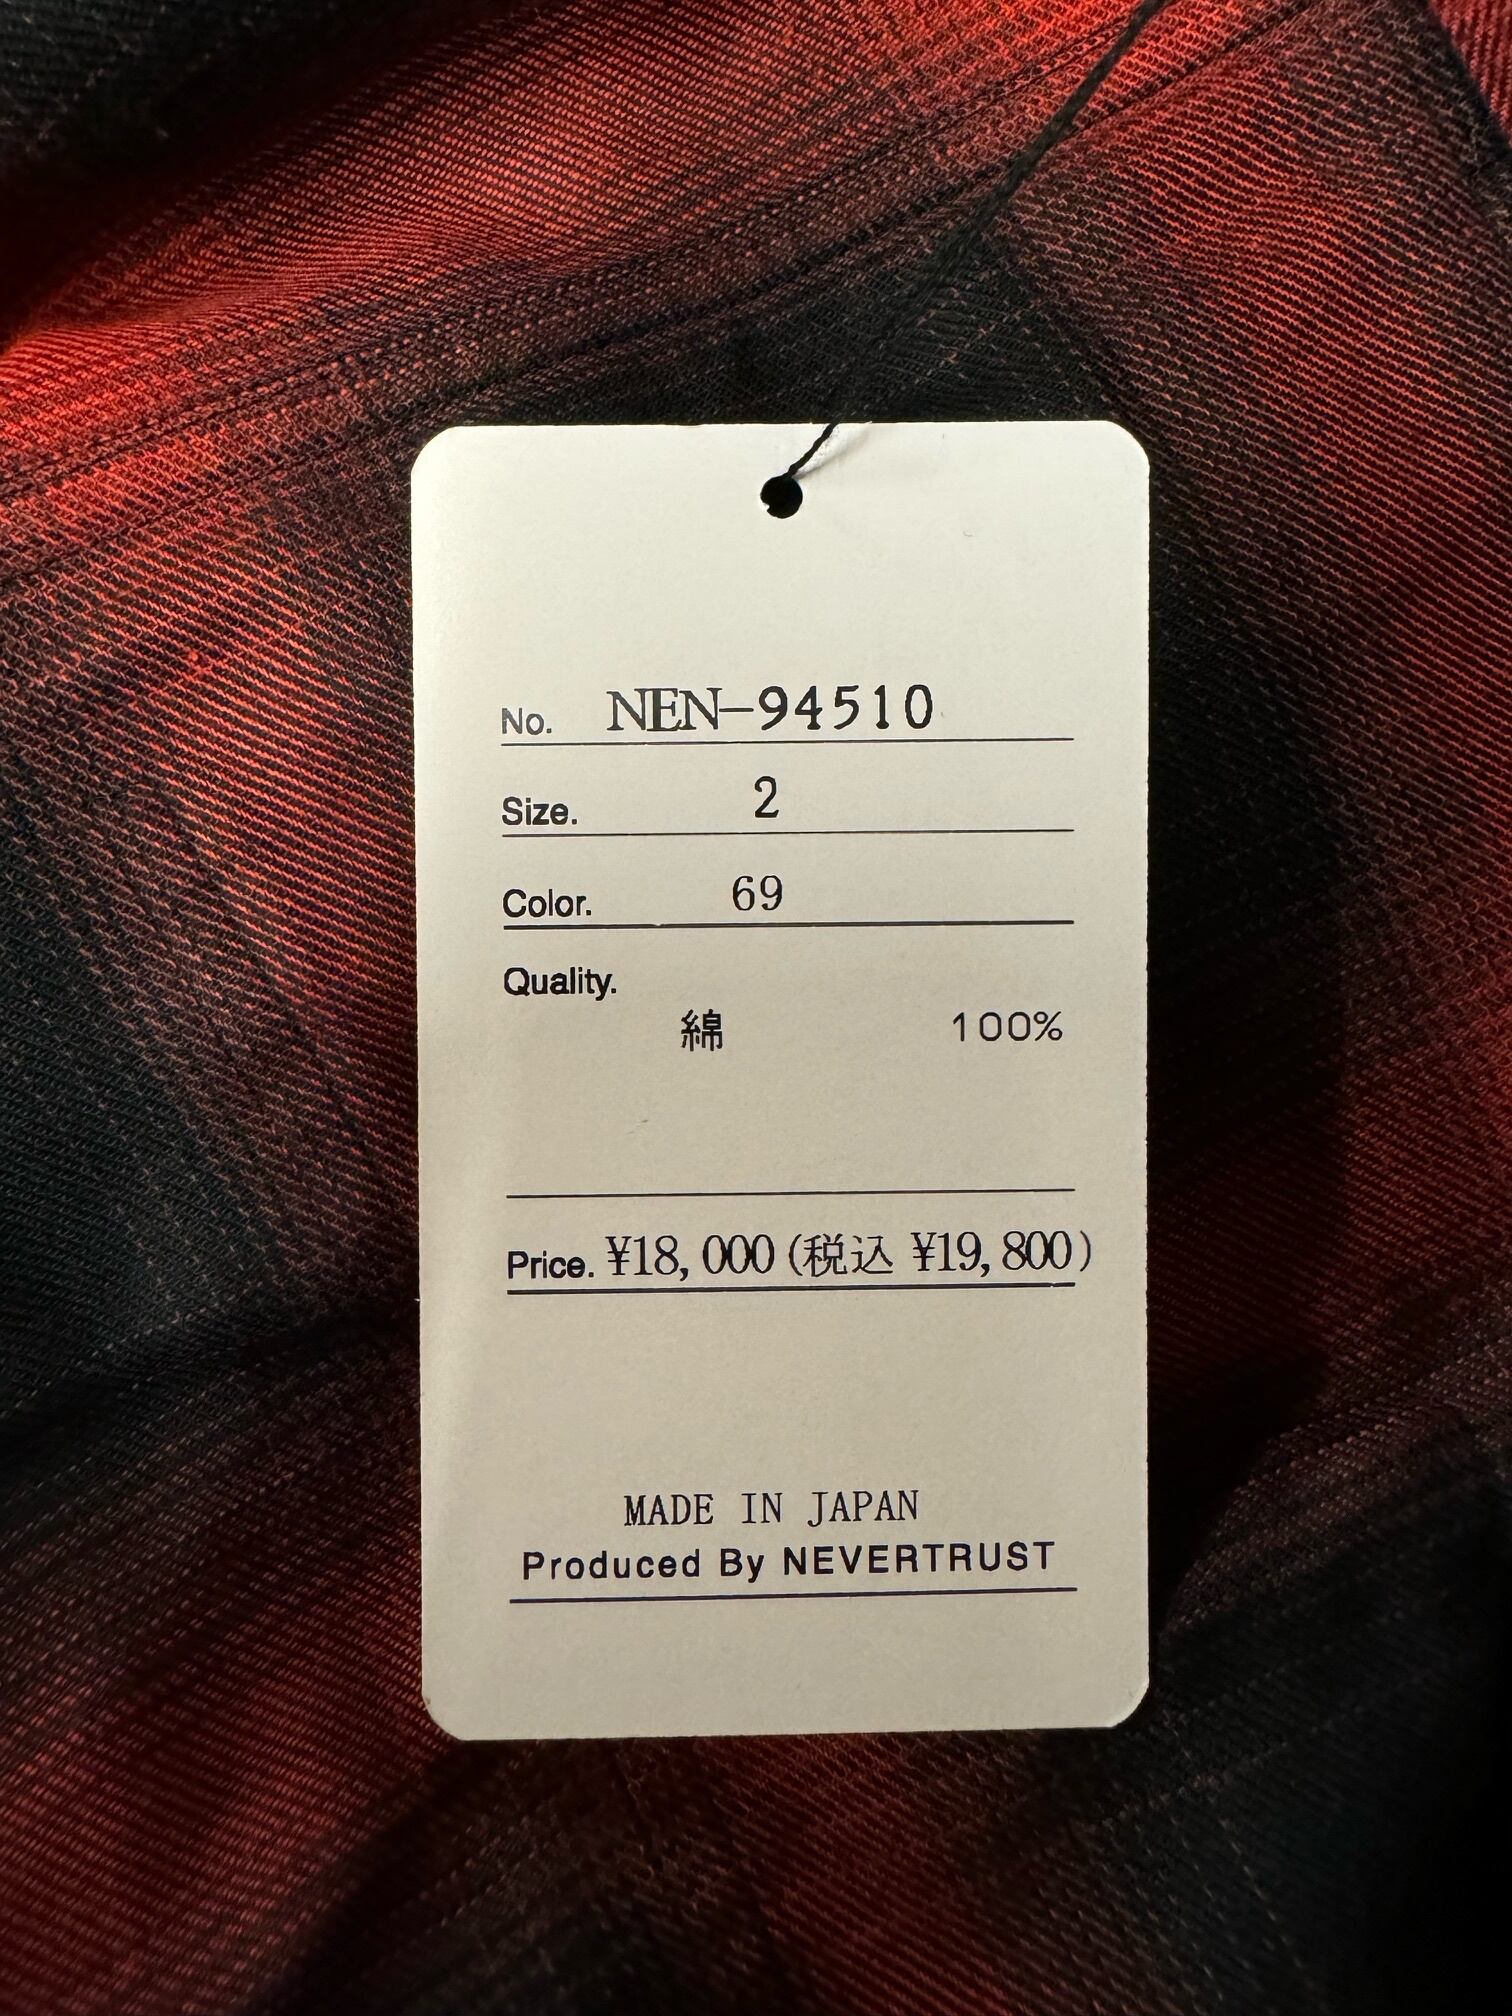 No. NEN-94510
Size. 2
Color. 69
Quality.
綿 100%
Price. ¥18,000(税込 ¥19,800)
MADE IN JAPAN
Produced By NEVERTRUST